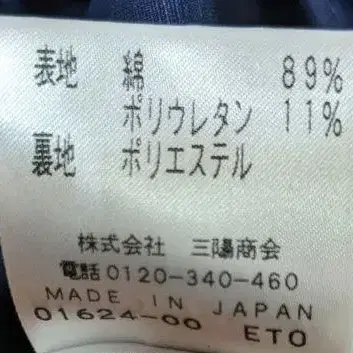 表地 綿 89%
ポリウレタン 11%
裏地 ポリエステル
株式会社 三陽商会
電話0120-340-460
MADE IN JAPAN
01624-00 ETO